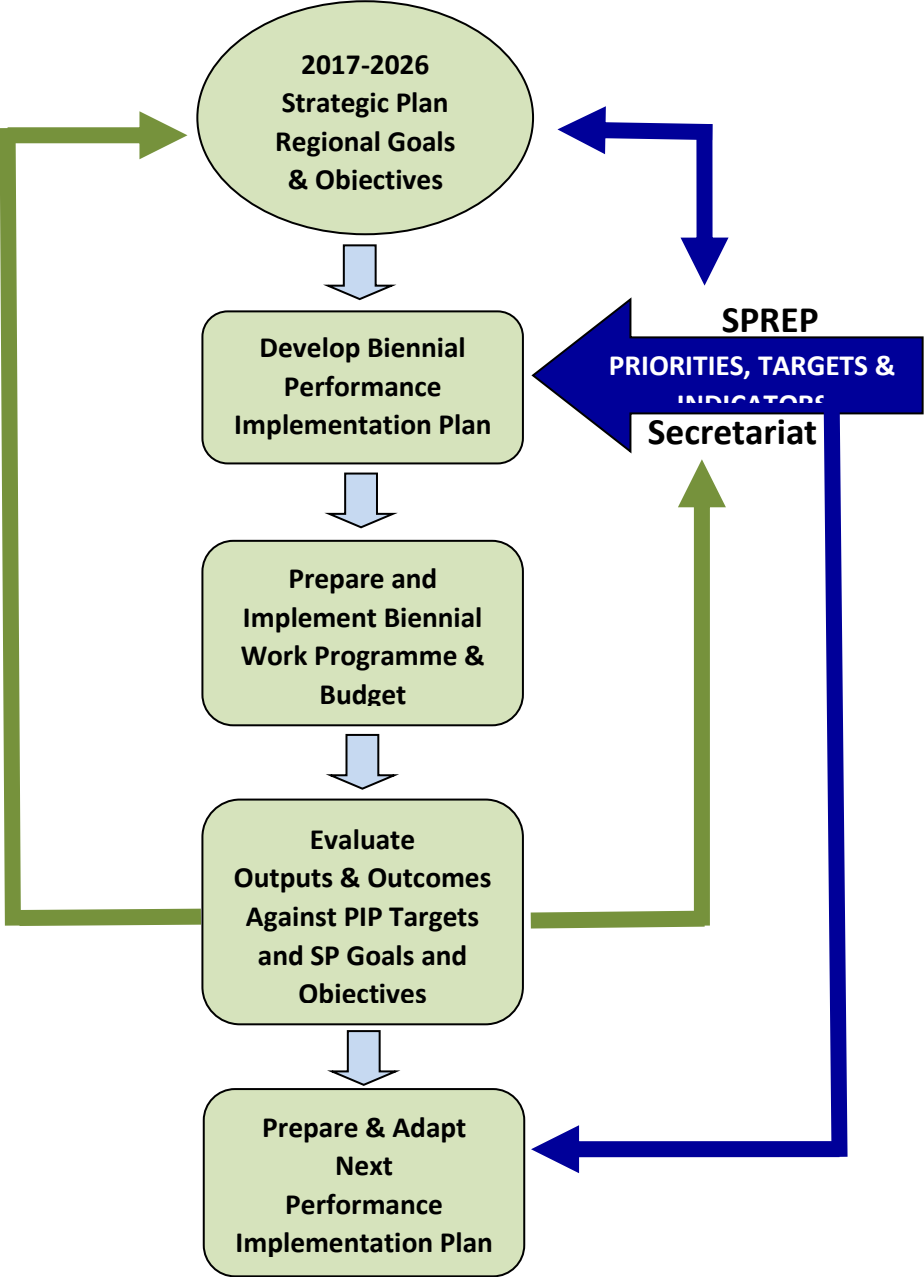 2017-2026
Strategic Plan
Regional Goals
& Objectives
Develop Biennial
Performance
Implementation Plan
SPREP
PRIORITIES, TARGETS &
INDICATORS
Secretariat
Prepare and
Implement Biennial
Work Programme &
Budget
Evaluate
Outputs & Outcomes
Against PIP Targets
and SP Goals and
Objectives
Prepare & Adapt
Next
Performance
Implementation Plan